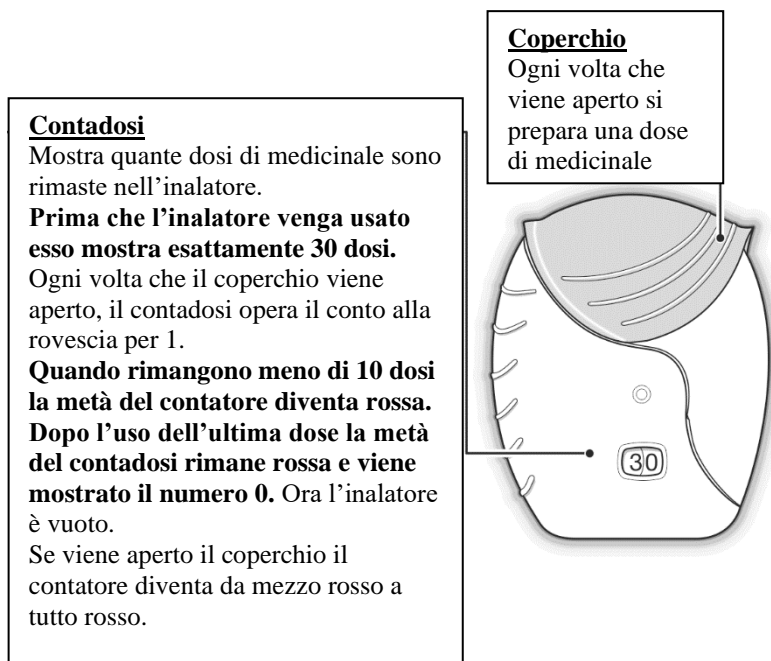 Coperchio
Ogni volta che
viene aperto si
prepara una dose
di medicinale
Contadosi
Mostra quante dosi di medicinale sono
rimaste nell’inalatore.
Prima che l’inalatore venga usato
esso mostra esattamente 30 dosi.
Ogni volta che il coperchio viene
aperto, il contadosi opera il conto alla
rovescia per 1.
Quando rimangono meno di 10 dosi
la metà del contatore diventa rossa.
Dopo l’uso dell’ultima dose la metà
del contadosi rimane rossa e viene
mostrato il numero 0. Ora l’inalatore
è vuoto.
Se viene aperto il coperchio il
contatore diventa da mezzo rosso a
tutto rosso.
30